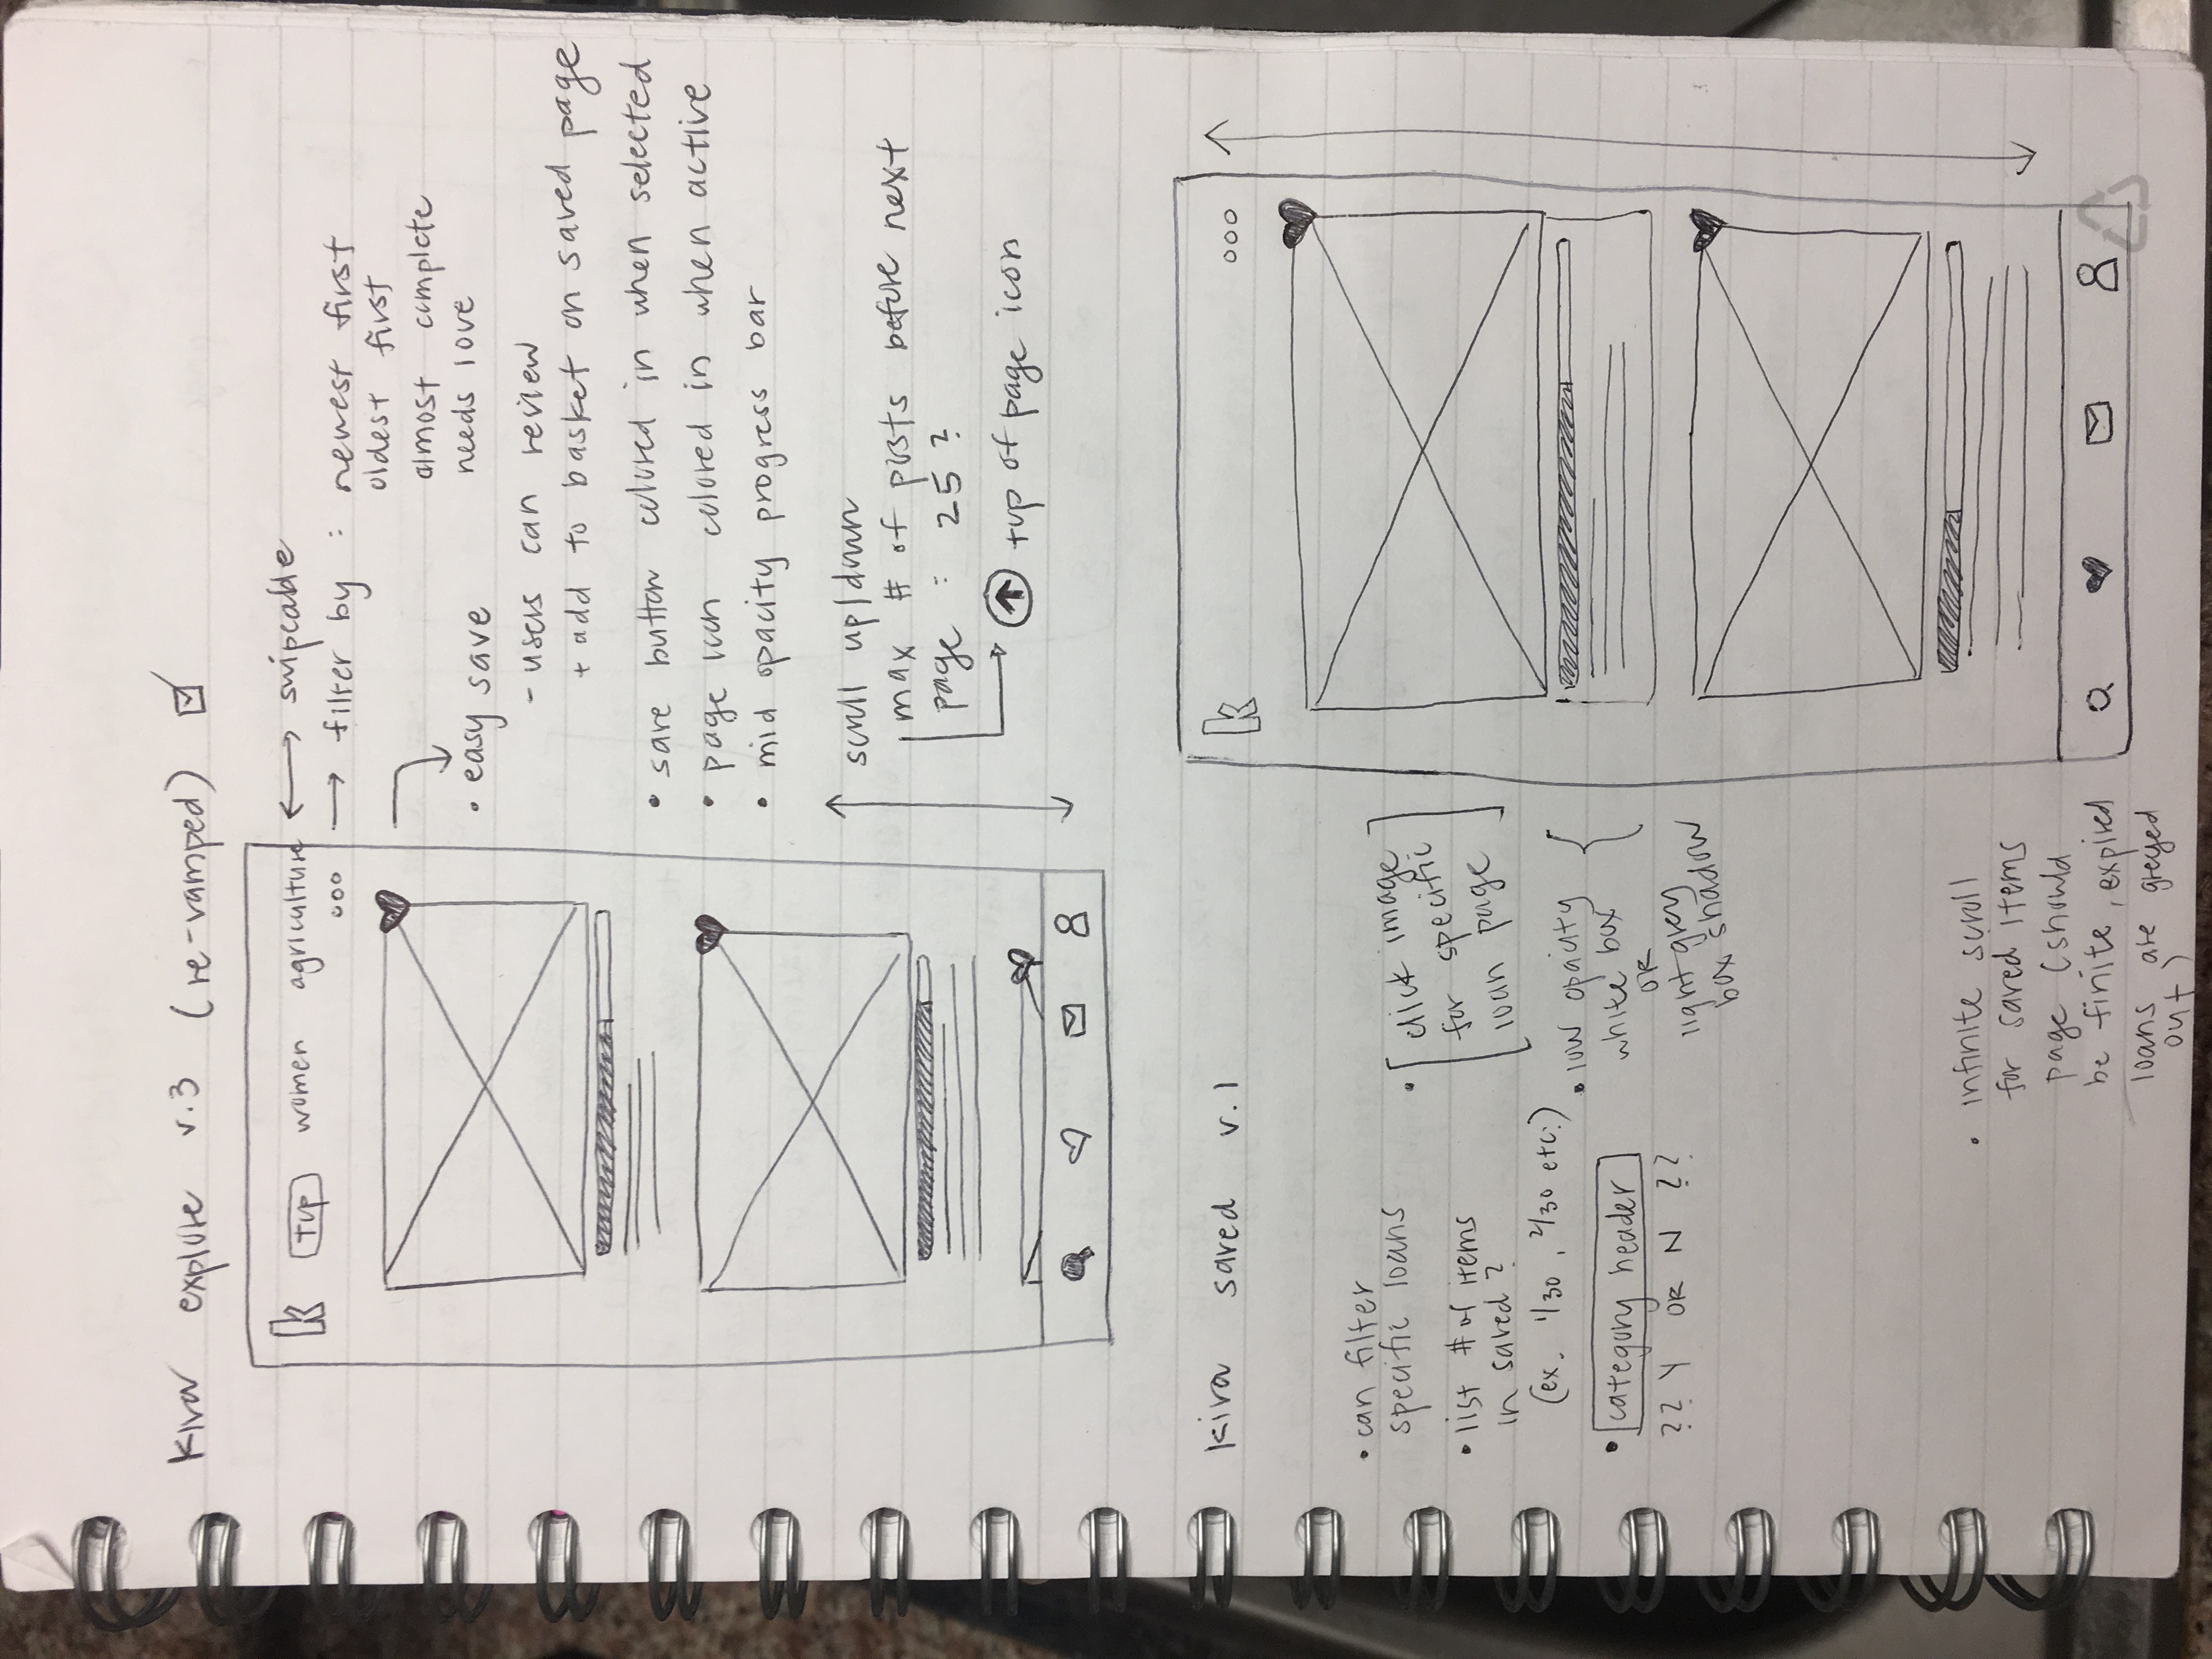 kiva explore v.3 (re-vamped)
k top women agriculture
swipeable
filter by : newest first
oldest first
almost complete
needs love
• easy save
- users can review
+ add to basket on saved page
• save button colored in when selected
• page icon colored in when active
• mid opacity progress bar
scroll up/down
max # of posts before next
page : 25 ?
top of page icon
kiva saved v.1
k
• can filter
specific loans
• list # of items
in saved ?
(ex. 1/30, 2/30 etc.)
• category header
?? Y OR N ??
• [click image
for specific
loan page]
• low opacity
white box
OR
light grey
box shadow
• infinite scroll
for saved items
page (should
be finite, expired
loans are greyed
out)